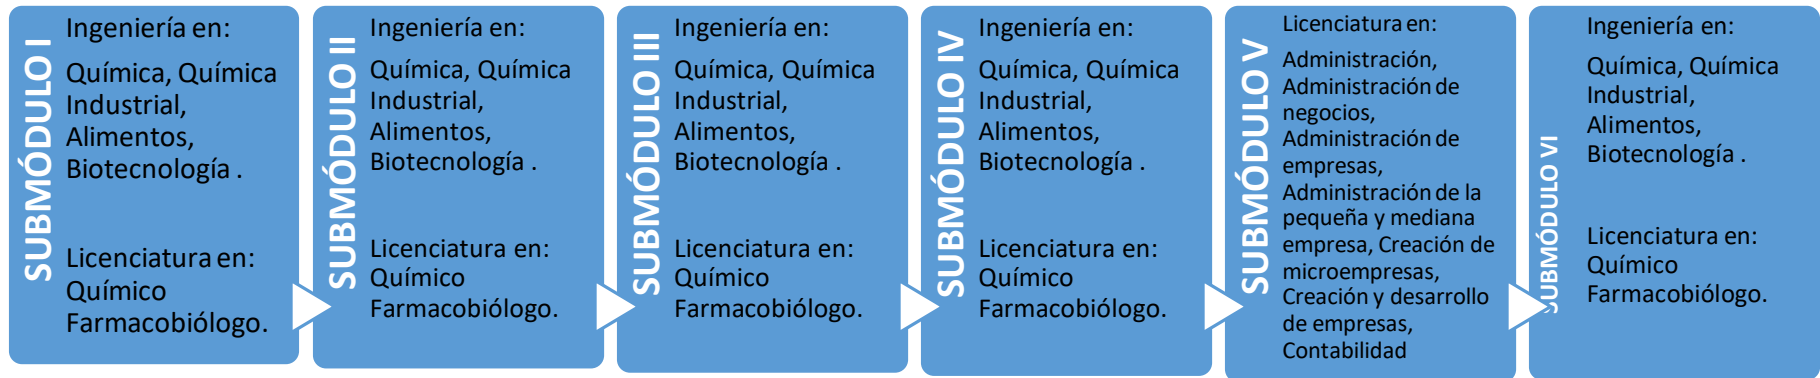 SUBMÓDULO I
Ingeniería en:
Química, Química
Industrial,
Alimentos,
Biotecnología .
Licenciatura en:
Químico
Farmacobiólogo.
SUBMÓDULO II
Ingeniería en:
Química, Química
Industrial,
Alimentos,
Biotecnología .
Licenciatura en:
Químico
Farmacobiólogo.
SUBMÓDULO III
Ingeniería en:
Química, Química
Industrial,
Alimentos,
Biotecnología .
Licenciatura en:
Químico
Farmacobiólogo.
SUBMÓDULO IV
Ingeniería en:
Química, Química
Industrial,
Alimentos,
Biotecnología .
Licenciatura en:
Químico
Farmacobiólogo.
SUBMÓDULO V
Licenciatura en:
Administración,
Administración de
negocios,
Administración de
empresas,
Administración de la
pequeña y mediana
empresa, Creación de
microempresas,
Creación y desarrollo
de empresas,
Contabilidad
SUBMÓDULO VI
Ingeniería en:
Química, Química
Industrial,
Alimentos,
Biotecnología .
Licenciatura en:
Químico
Farmacobiólogo.